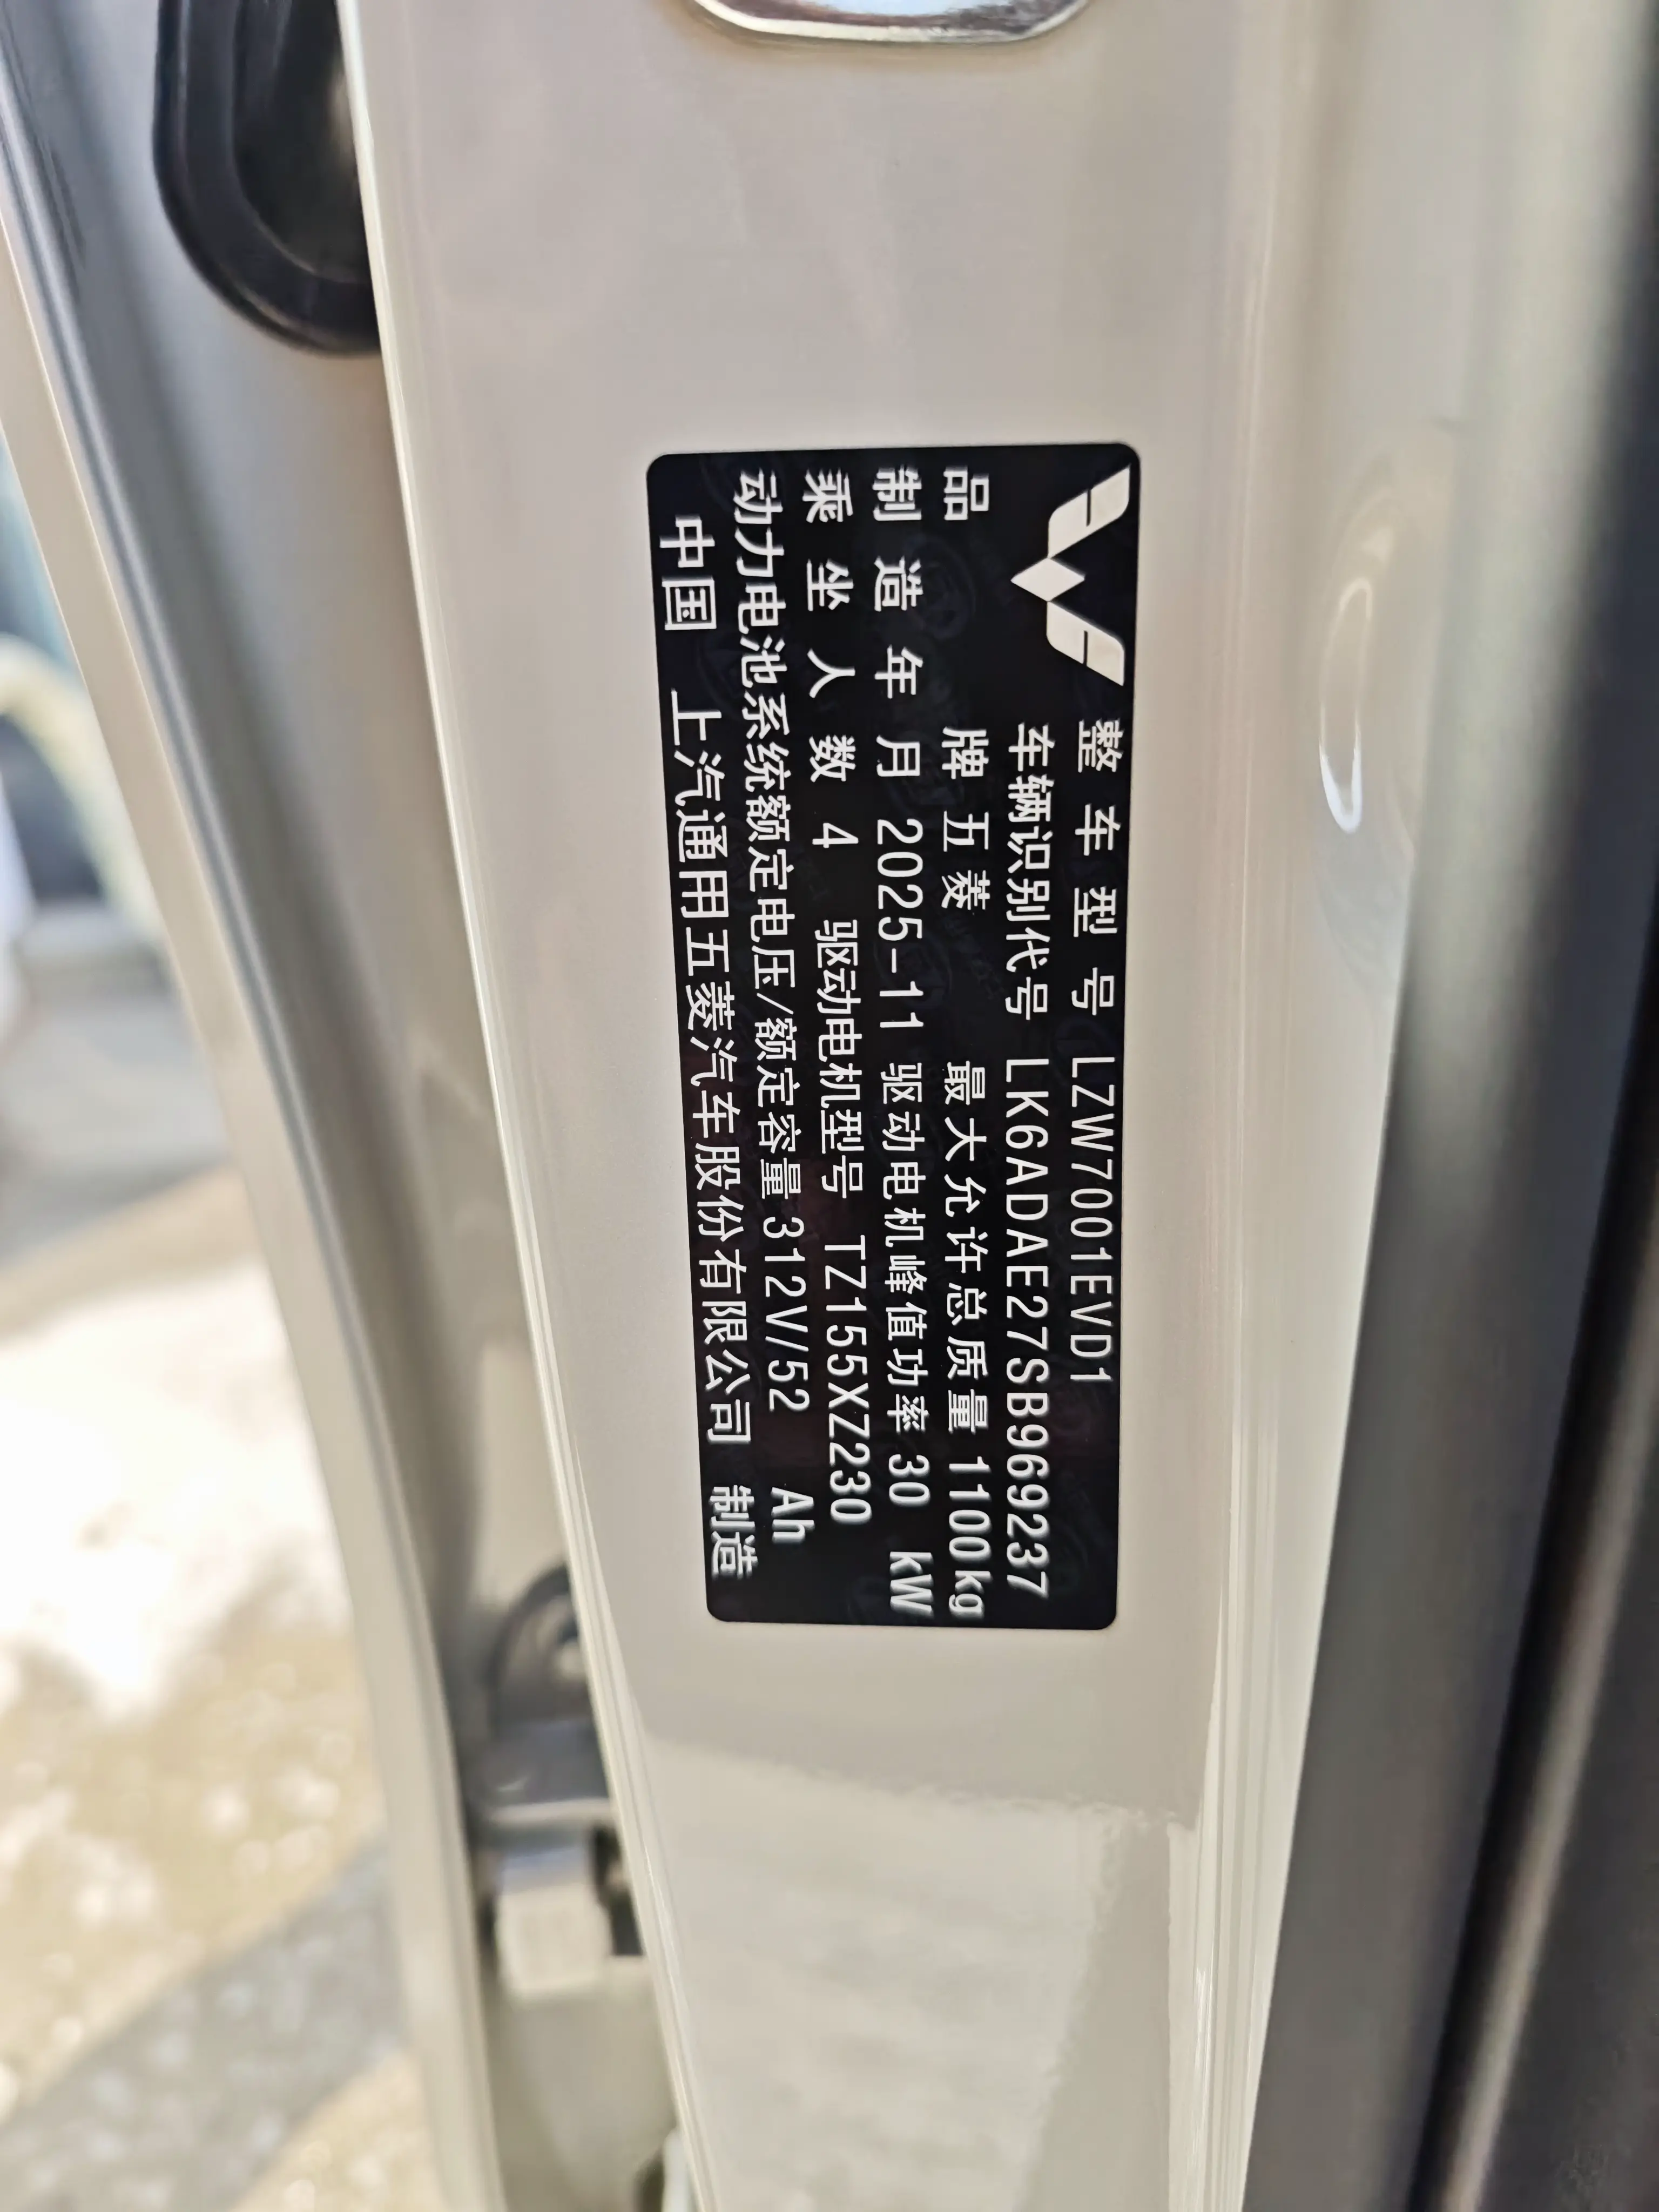 整车型号 LZW7001EVD1
车辆识别代号 LK6ADAE27SB969237
品牌 五菱 最大允许总质量 1100kg
制造年月 2025-11 驱动电机峰值功率 30 kW
乘坐人数 4 驱动电机型号 TZ155XZ230
动力电池系统额定电压/额定容量 312V/52 Ah
中国 上汽通用五菱汽车股份有限公司 制造